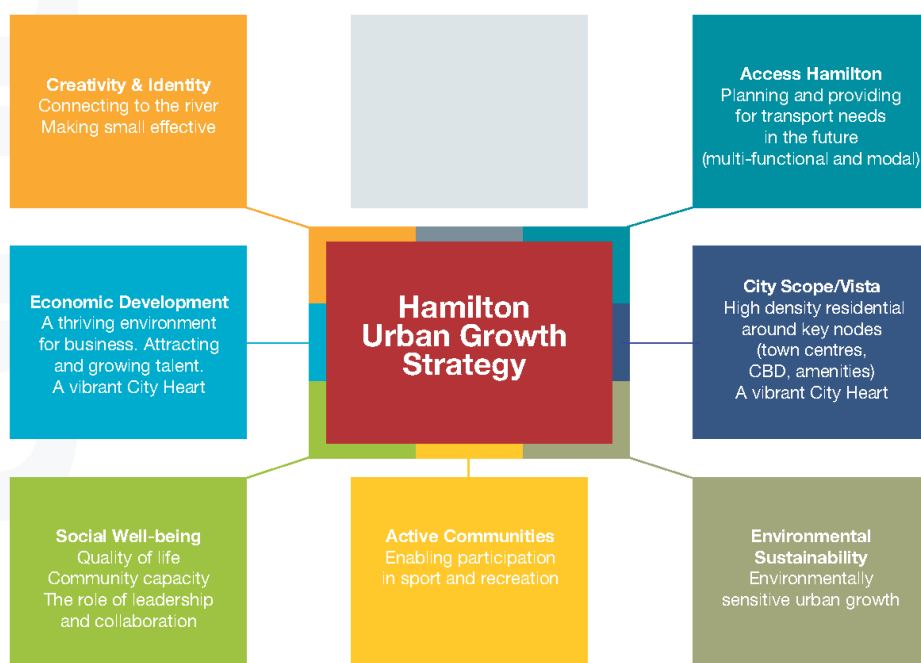 Creativity & Identity
Connecting to the river
Making small effective
Access Hamilton
Planning and providing
for transport needs
in the future
(multi-functional and modal)
Economic Development
A thriving environment
for business. Attracting
and growing talent.
A vibrant City Heart
Hamilton
Urban Growth
Strategy
City Scope/Vista
High density residential
around key nodes
(town centres,
CBD, amenities)
A vibrant City Heart
Social Well-being
Quality of life
Community capacity
The role of leadership
and collaboration
Active Communities
Enabling participation
in sport and recreation
Environmental
Sustainability
Environmentally
sensitive urban growth